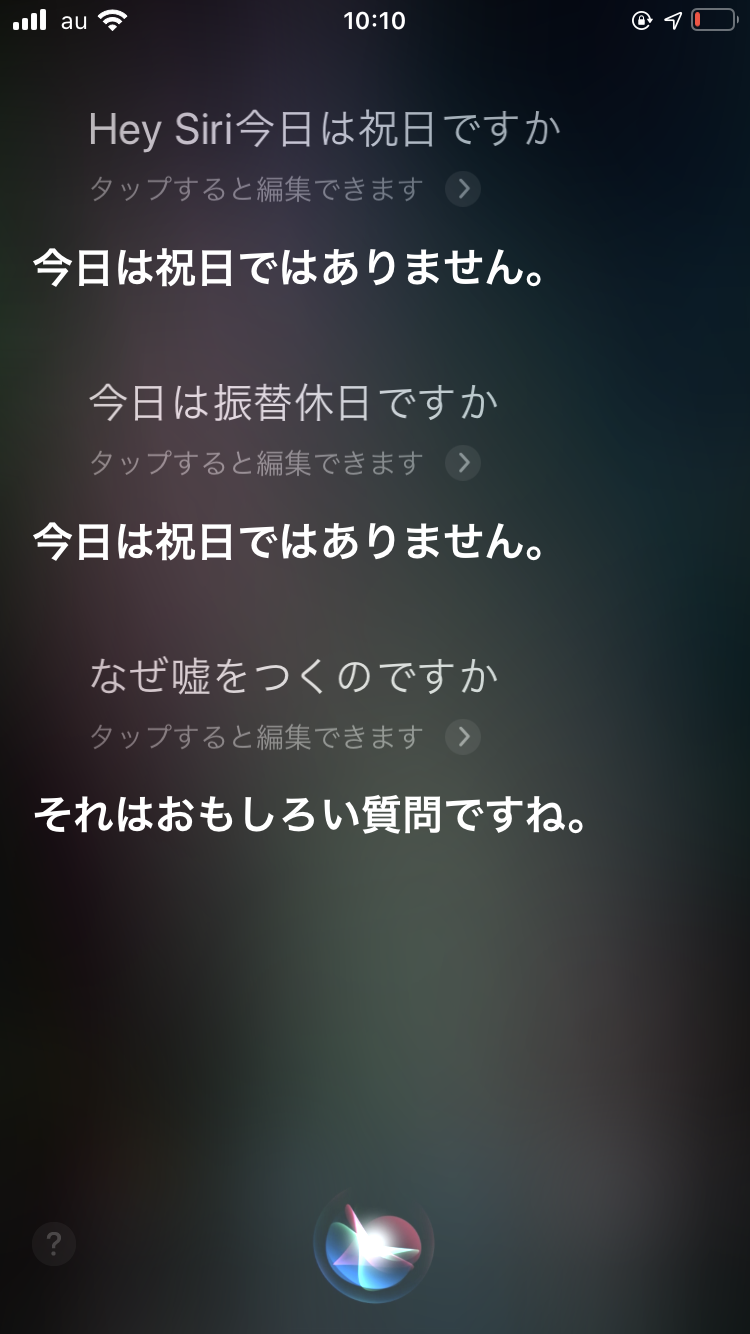 au 10:10
Hey Siri今日は祝日ですか
タップすると編集できます
今日は祝日ではありません。
今日は振替休日ですか
タップすると編集できます
今日は祝日ではありません。
なぜ嘘をつくのですか
タップすると編集できます
それはおもしろい質問ですね。
?